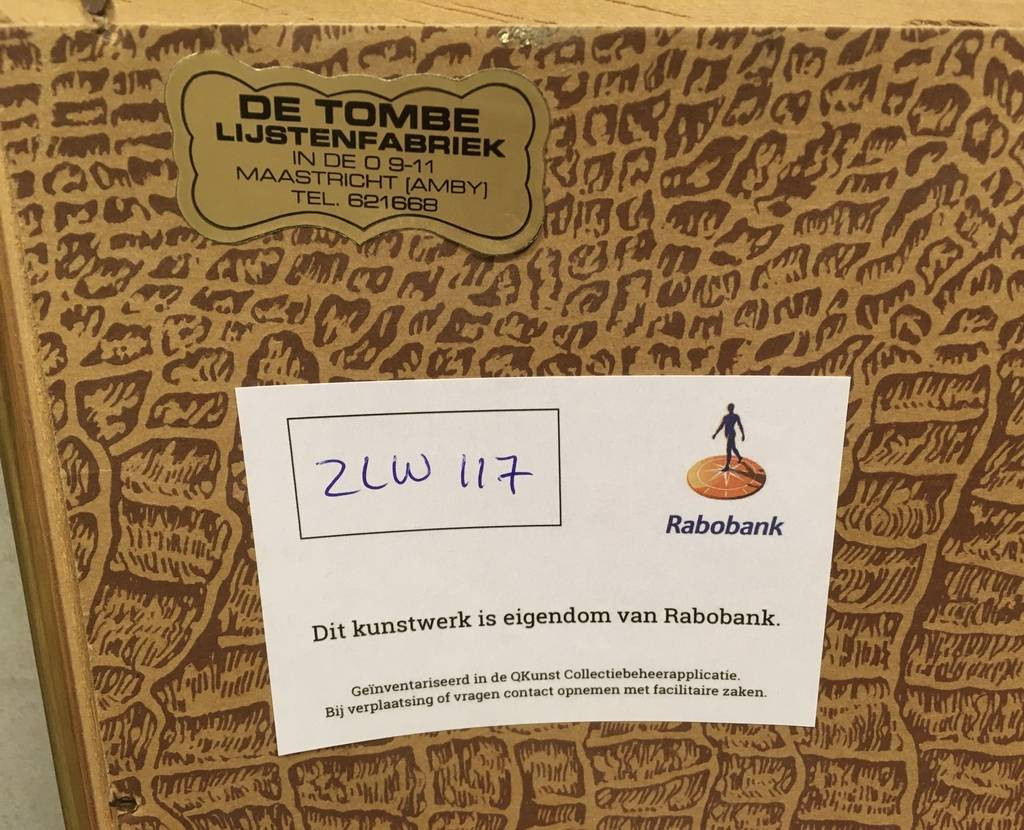 DE TOMBE
LIJSTENFABRIEK
IN DE O 9-11
MAASTRICHT (AMBY)
TEL. 621668
ZLW 117
Rabobank
Dit kunstwerk is eigendom van Rabobank.
Geïnventariseerd in de QKunst Collectiebeheerapplicatie.
Bij verplaatsing of vragen contact opnemen met facilitaire zaken.